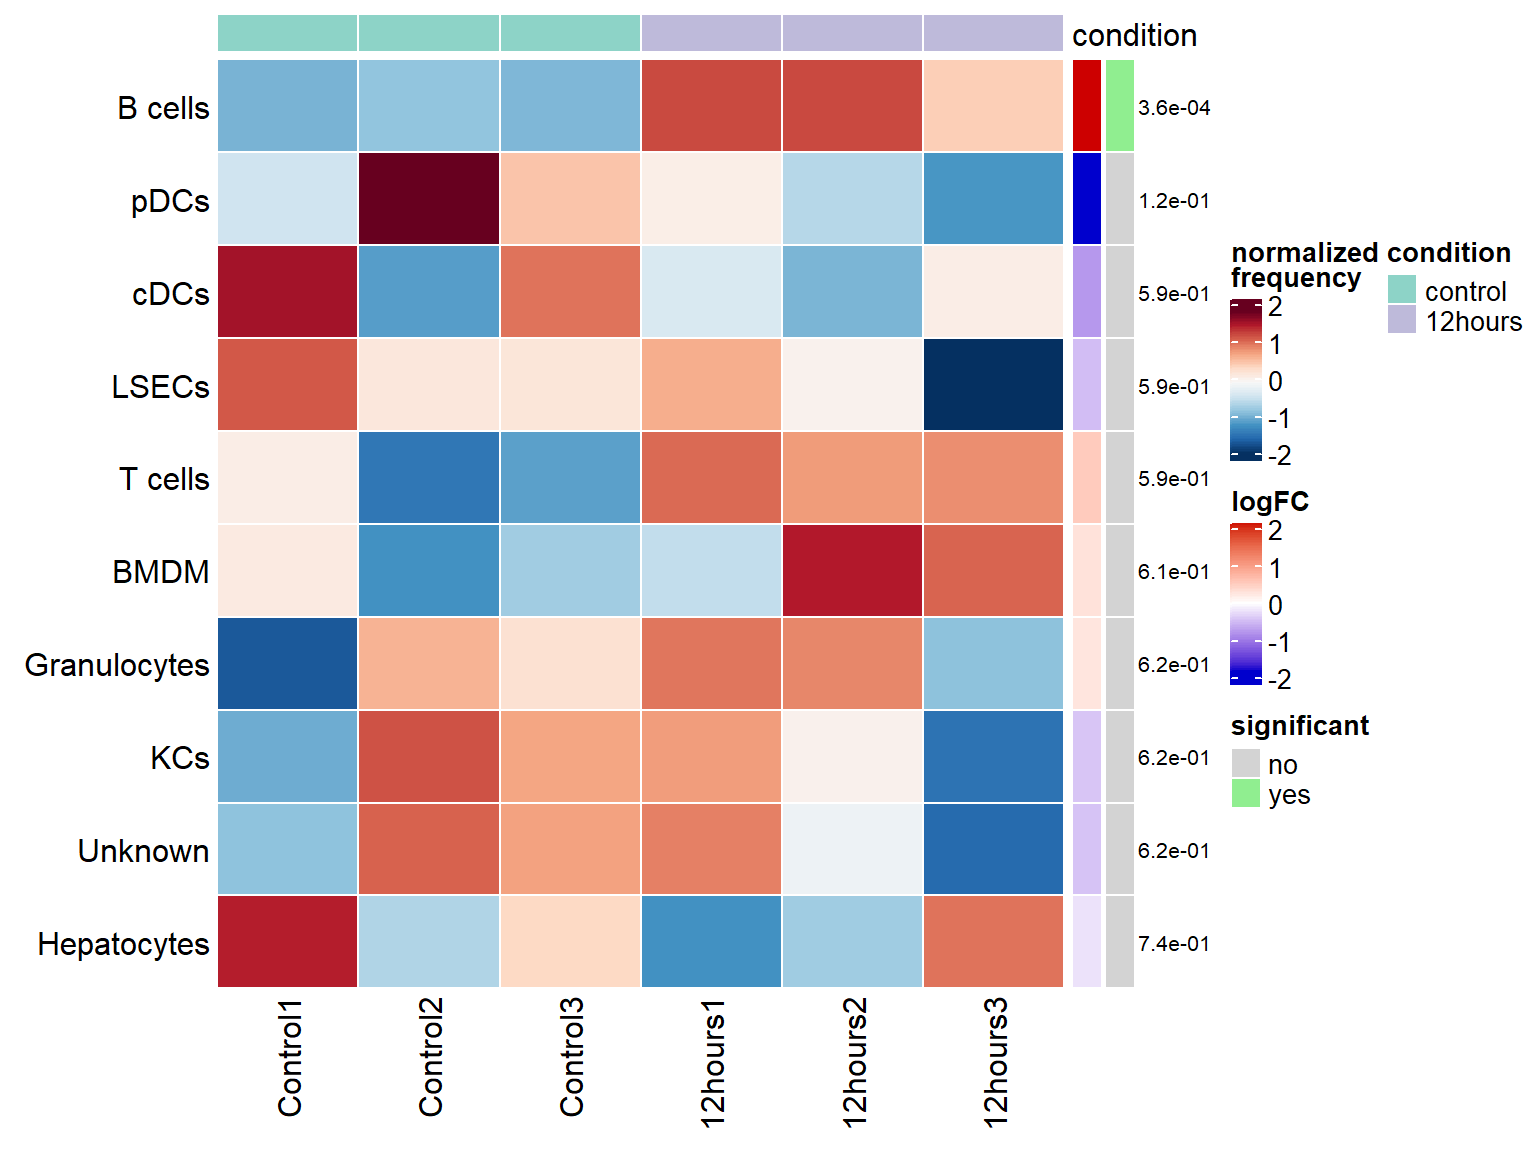 condition
B cells
3.6e-04
pDCs
1.2e-01
cDCs
5.9e-01
LSECs
5.9e-01
T cells
5.9e-01
BMDM
6.1e-01
Granulocytes
6.2e-01
KCs
6.2e-01
Unknown
6.2e-01
Hepatocytes
7.4e-01
Control1
Control2
Control3
12hours1
12hours2
12hours3
normalized
frequency
2
1
0
-1
-2
condition
control
12hours
logFC
2
1
0
-1
-2
significant
no
yes